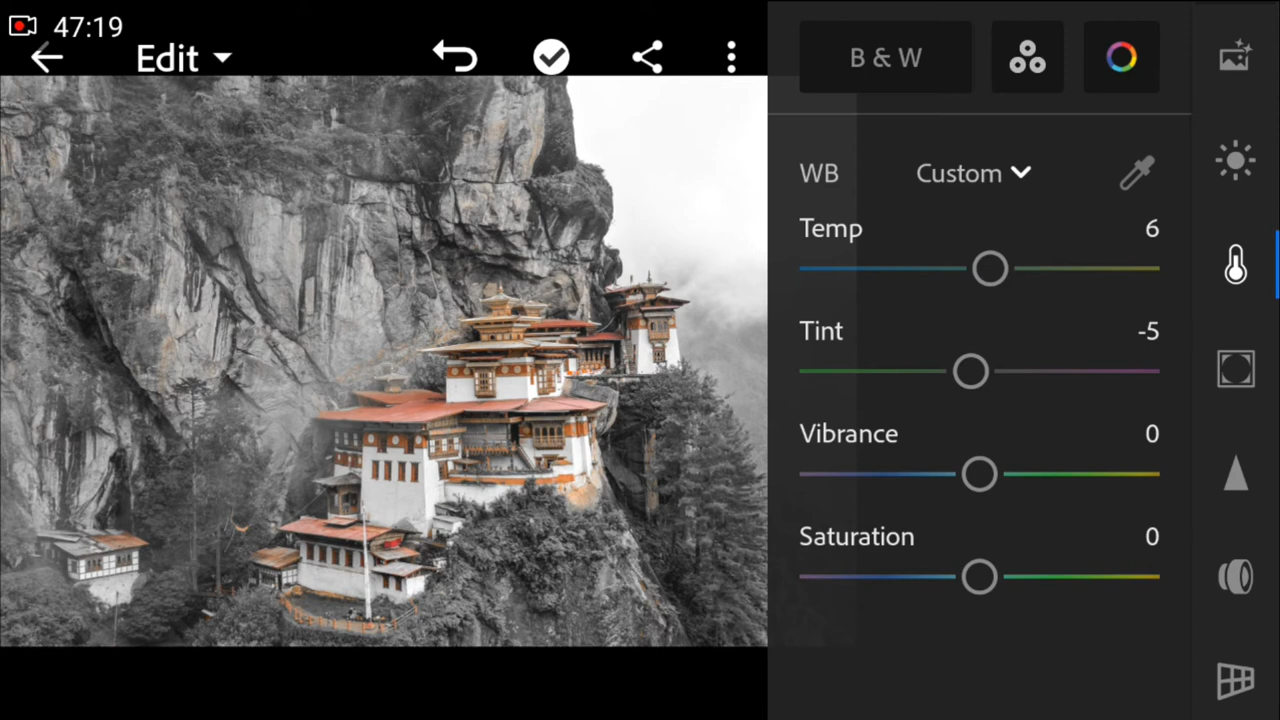 47:19
Edit
B & W
WB Custom
Temp 6
Tint -5
Vibrance 0
Saturation 0